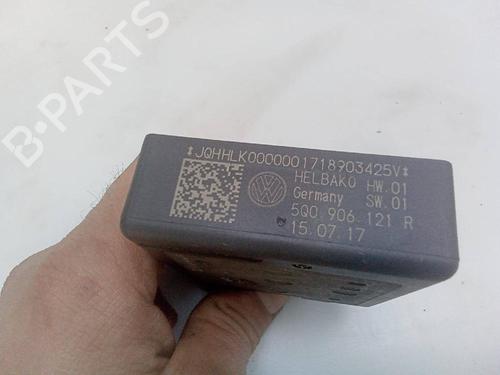 B-PARTS
*JQHHLK0000001718903425V*
HELBAKO HW.01
Germany SW.01
5Q0.906.121 R
15.07.17